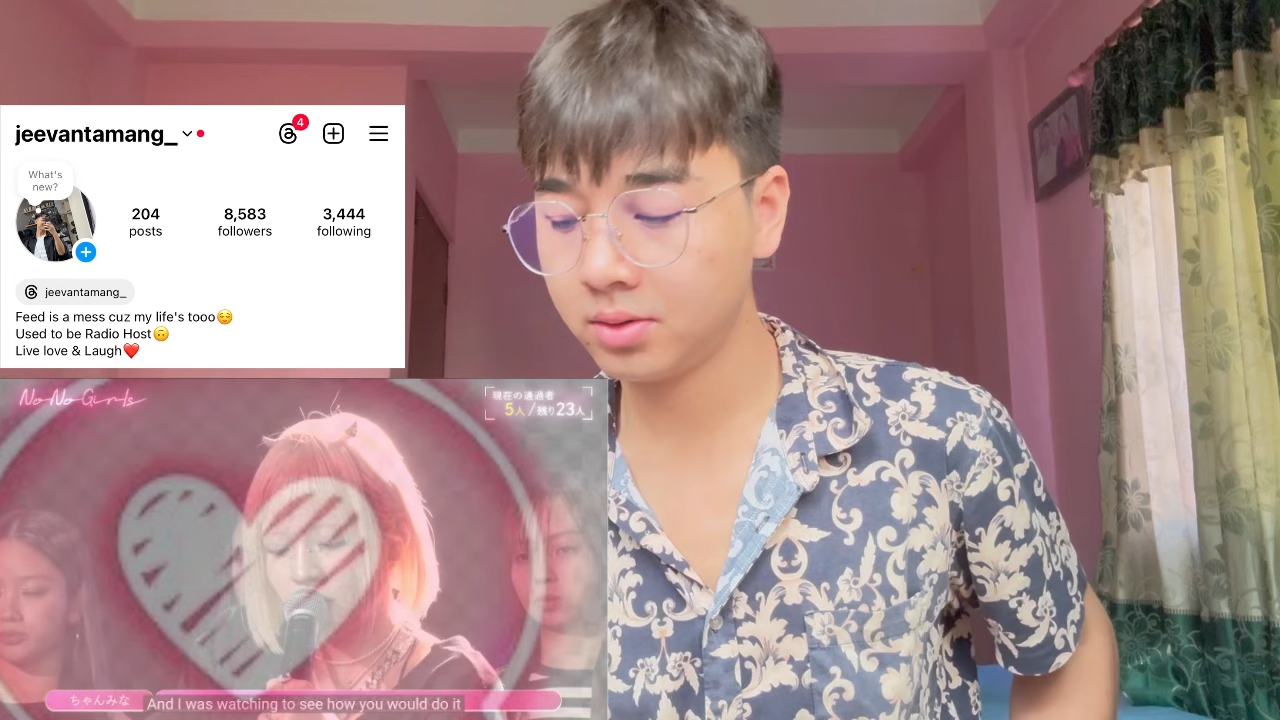 jeevantamang_
4
What's
new?
204
posts
8,583
followers
3,444
following
jeevantamang_
Feed is a mess cuz my life's tooo😌
Used to be Radio Host🙃
Live love & Laugh❤️
No No Girls
現在の通過者
5人/残り23人
ちゃんみな
And I was watching to see how you would do it